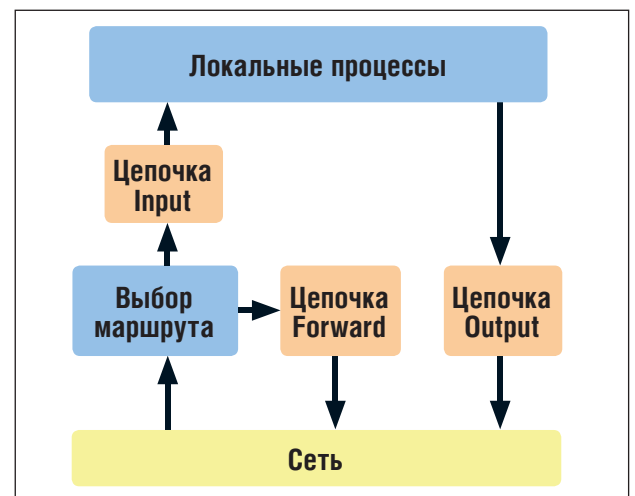 Локальные процессы
Цепочка
Input
Выбор
маршрута
Цепочка
Forward
Цепочка
Output
Сеть